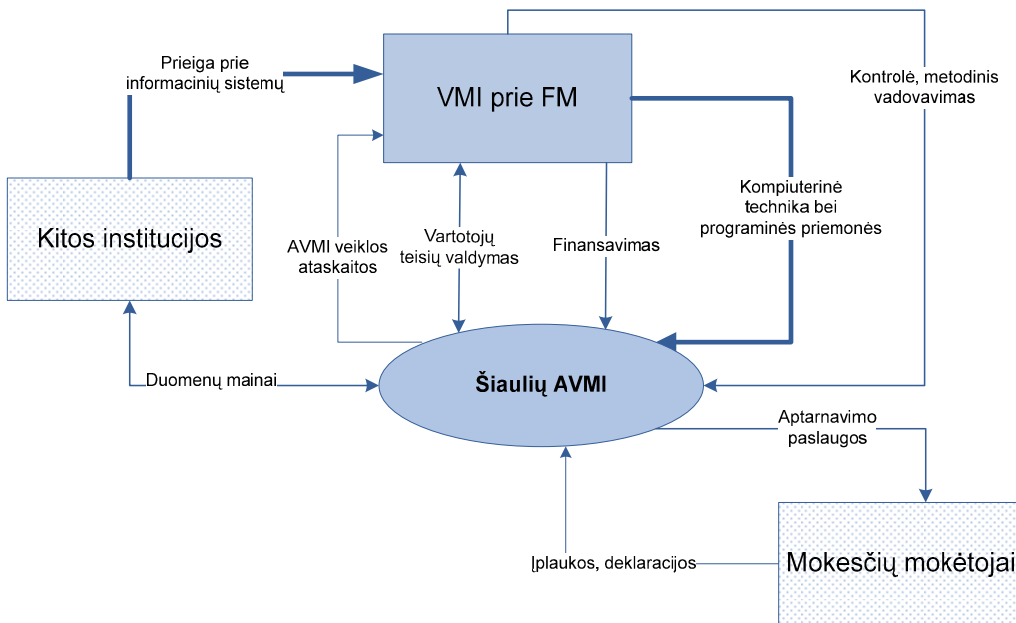 Prieiga prie
informacinių sistemų
VMI prie FM
Kontrolė, metodinis
vadovavimas
Kitos institucijos
AVMI veiklos
ataskaitos
Vartotojų
teisių valdymas
Finansavimas
Kompiuterinė
technika bei
programinės priemonės
Duomenų mainai
Šiaulių AVMI
Aptarnavimo
paslaugos
Įplaukos, deklaracijos
Mokesčių mokėtojai